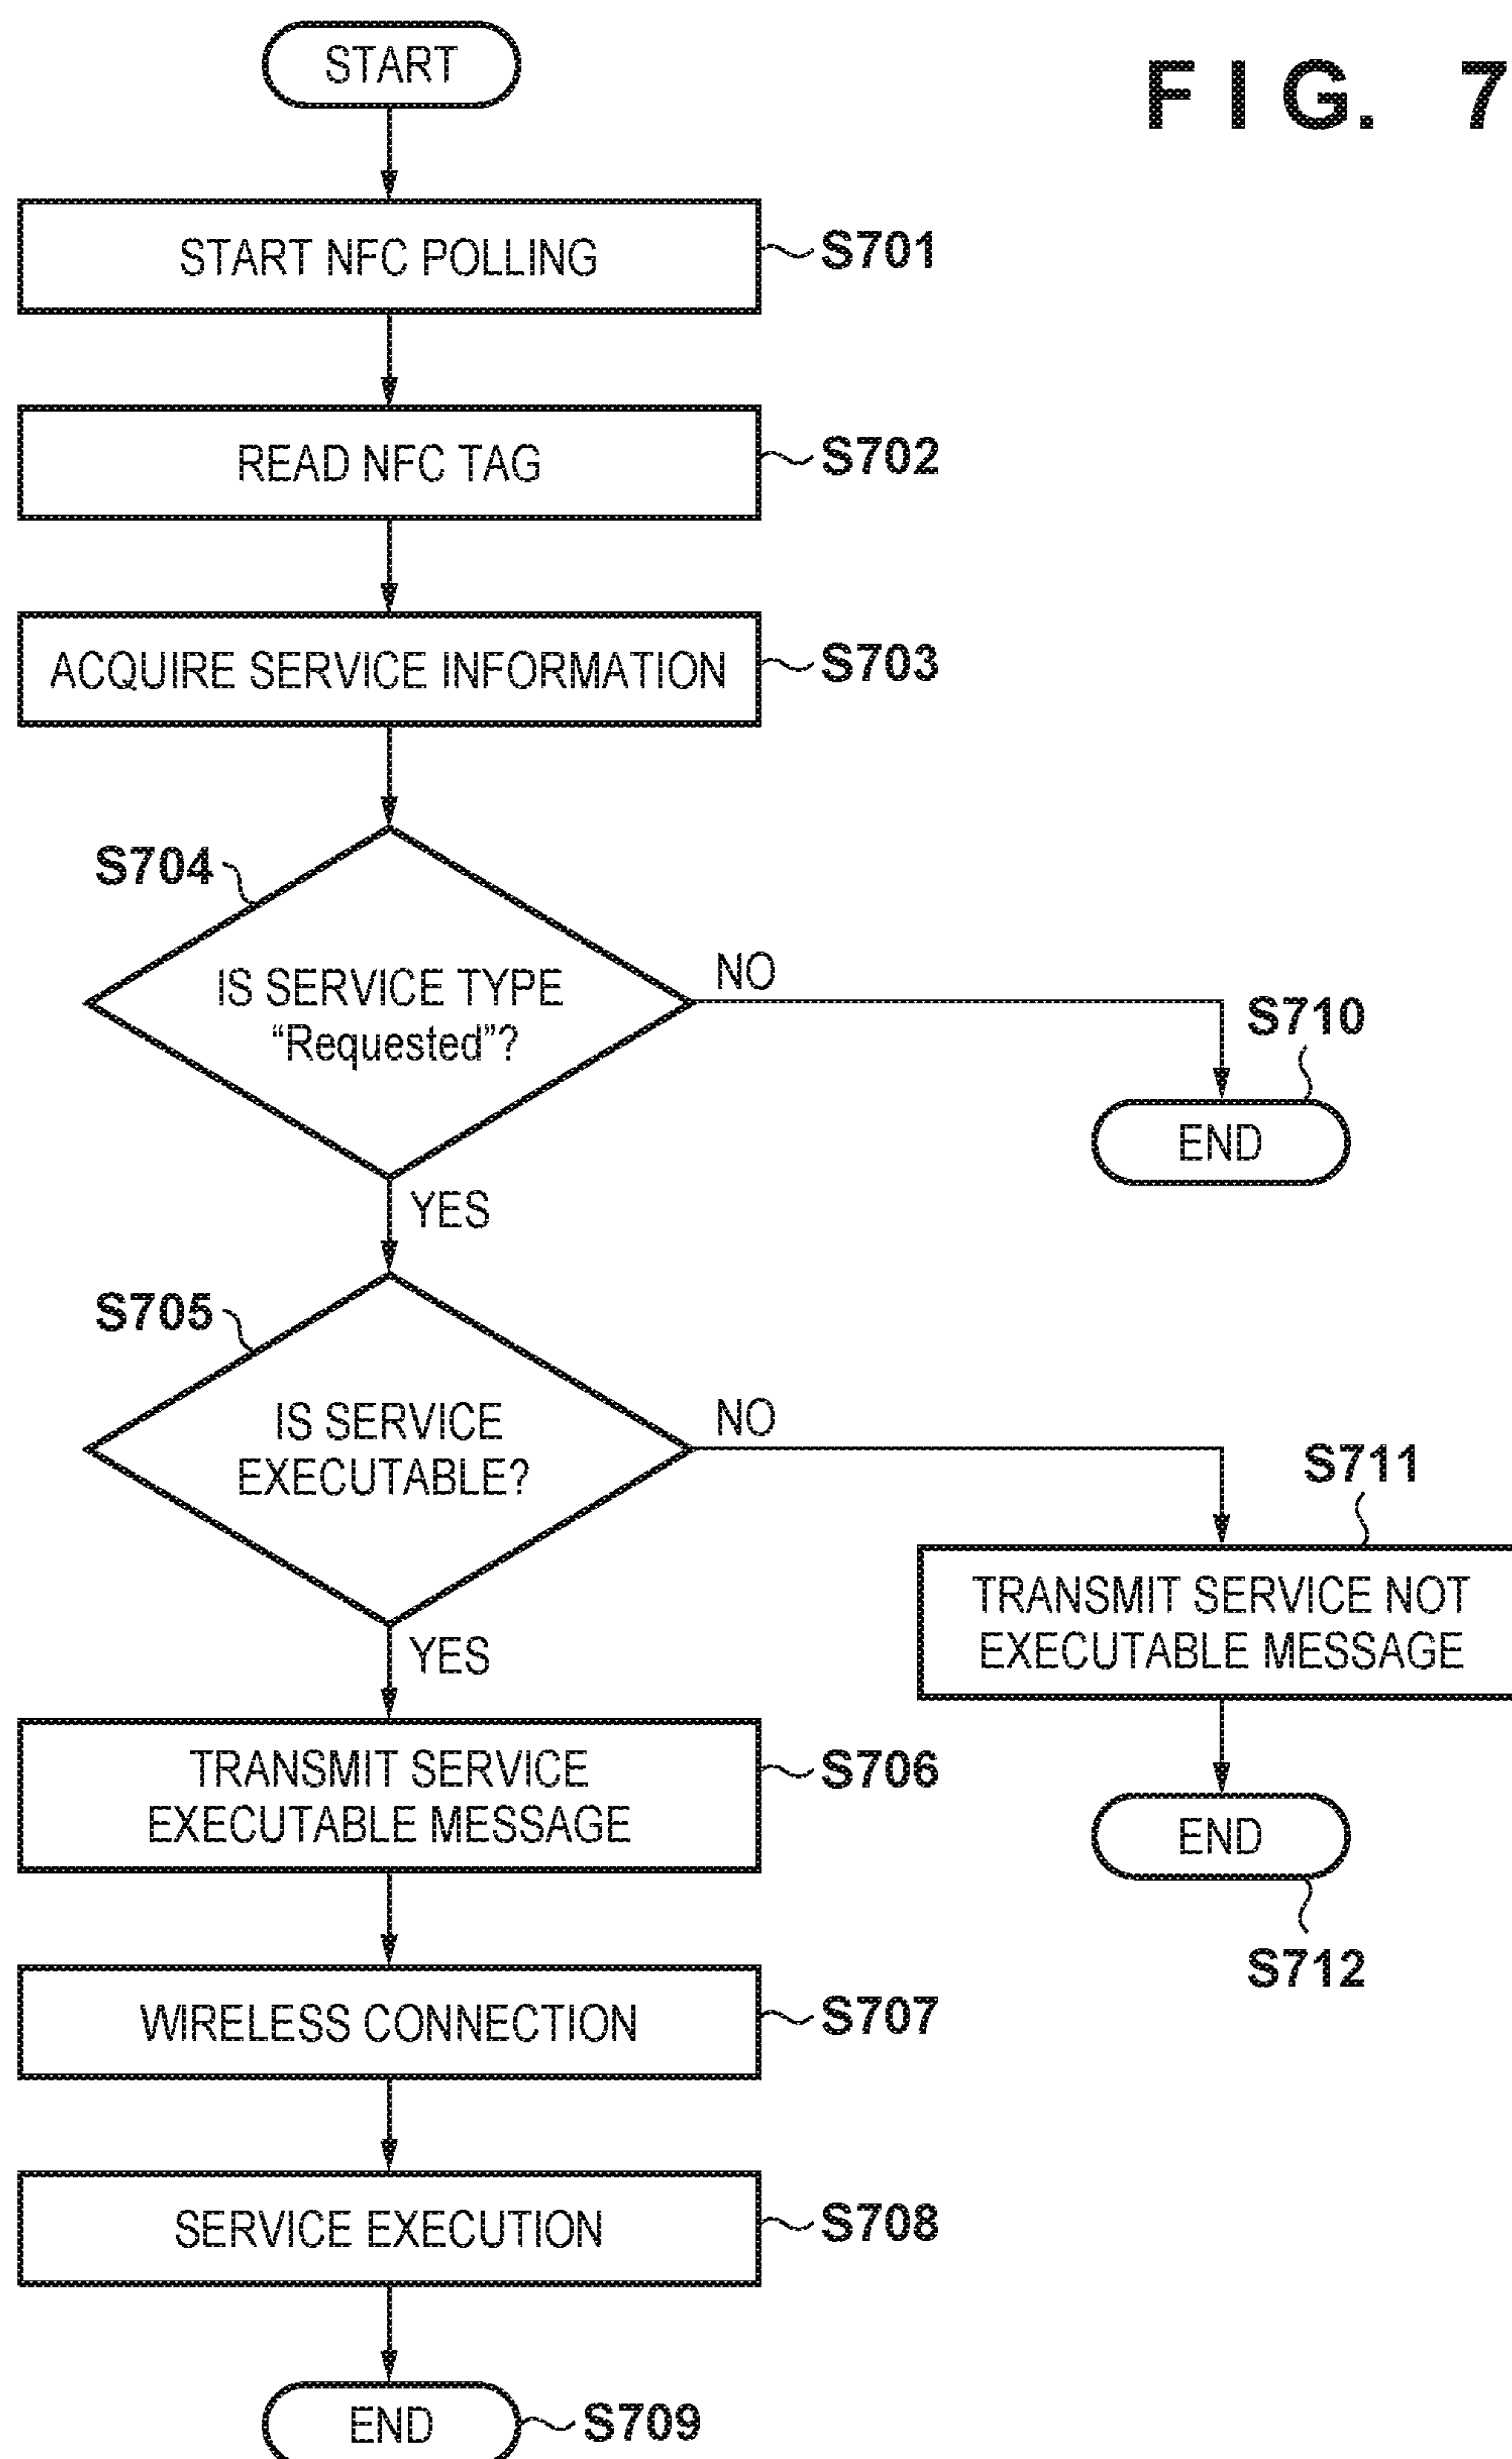 FIG. 7
START
START NFC POLLING
S701
READ NFC TAG
S702
ACQUIRE SERVICE INFORMATION
S703
S704
IS SERVICE TYPE
“Requested”?
NO
S710
END
YES
S705
IS SERVICE
EXECUTABLE?
NO
S711
TRANSMIT SERVICE NOT
EXECUTABLE MESSAGE
END
S712
YES
TRANSMIT SERVICE
EXECUTABLE MESSAGE
S706
WIRELESS CONNECTION
S707
SERVICE EXECUTION
S708
END
S709